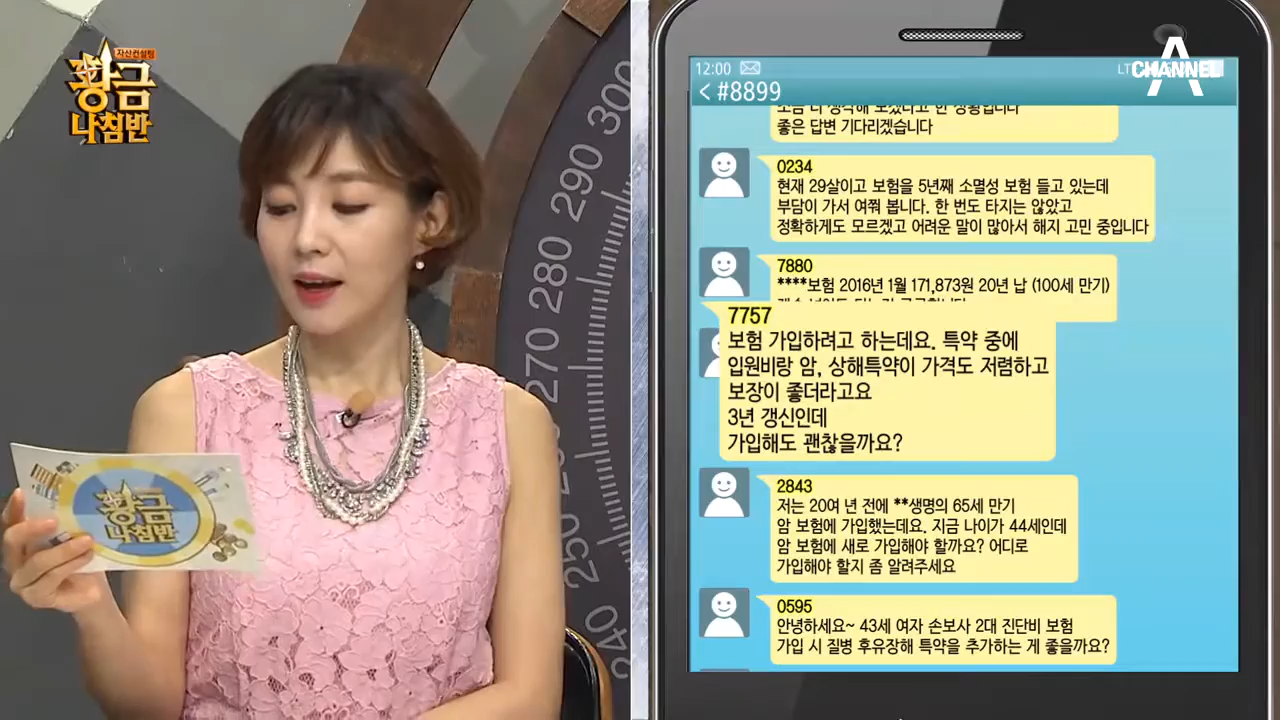 자산컨설팅
황금
나침반
황금
나침반
300
290
280
270
250
240
CHANNEL
12:00
< #8899
좋은 답변 기다리겠습니다
0234
현재 29살이고 보험을 5년째 소멸성 보험 들고 있는데
부담이 가서 여쭤 봅니다. 한 번도 타지는 않았고
정확하게도 모르겠고 어려운 말이 많아서 해지 고민 중입니다
7880
****보험 2016년 1월 171,873원 20년 납 (100세 만기)
7757
보험 가입하려고 하는데요. 특약 중에
입원비랑 암, 상해특약이 가격도 저렴하고
보장이 좋더라고요
3년 갱신인데
가입해도 괜찮을까요?
2843
저는 20여 년 전에 **생명의 65세 만기
암 보험에 가입했는데요. 지금 나이가 44세인데
암 보험에 새로 가입해야 할까요? 어디로
가입해야 할지 좀 알려주세요
0595
안녕하세요~ 43세 여자 손보사 2대 진단비 보험
가입 시 질병 후유장해 특약을 추가하는 게 좋을까요?